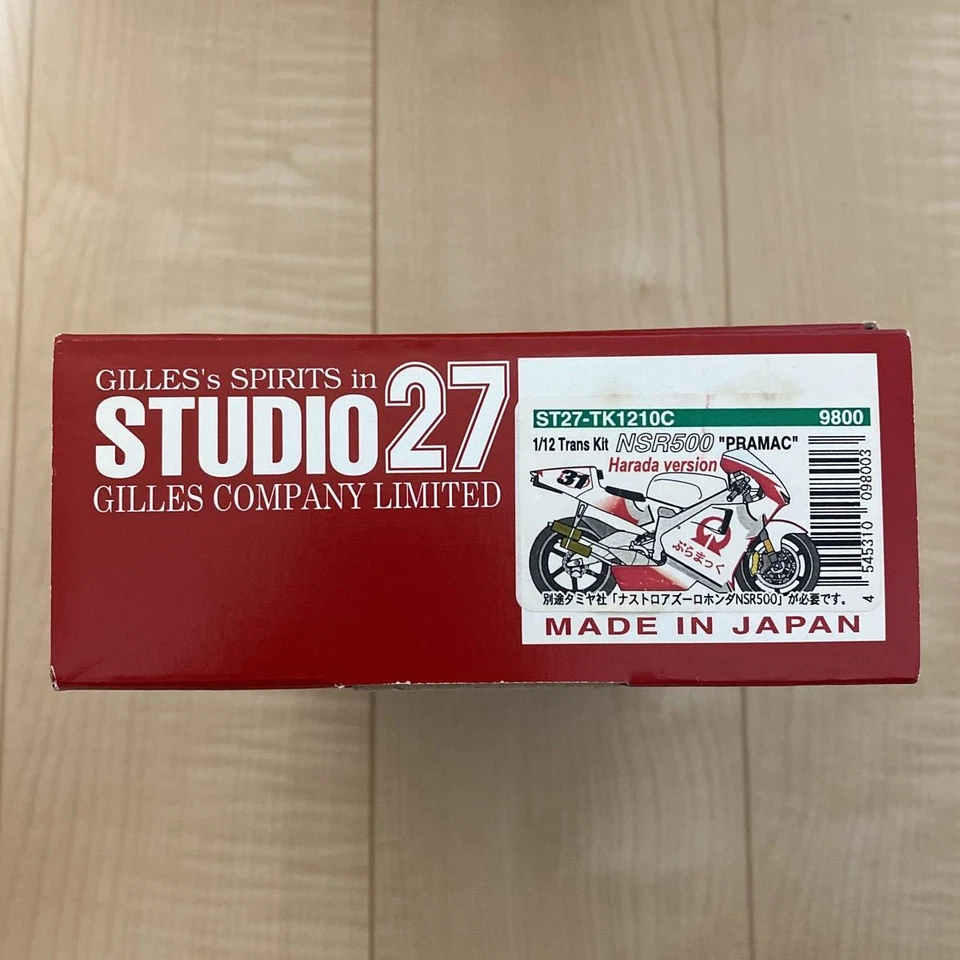 GILLES's SPIRITS in
STUDIO27
GILLES COMPANY LIMITED
ST27-TK1210C 9800
1/12 Trans Kit NSR500 "PRAMAC"
Harada version
31
ぷらまっく
別途タミヤ社「ナストロアズーロホンダNSR500」が必要です。
4 545310 098003
MADE IN JAPAN